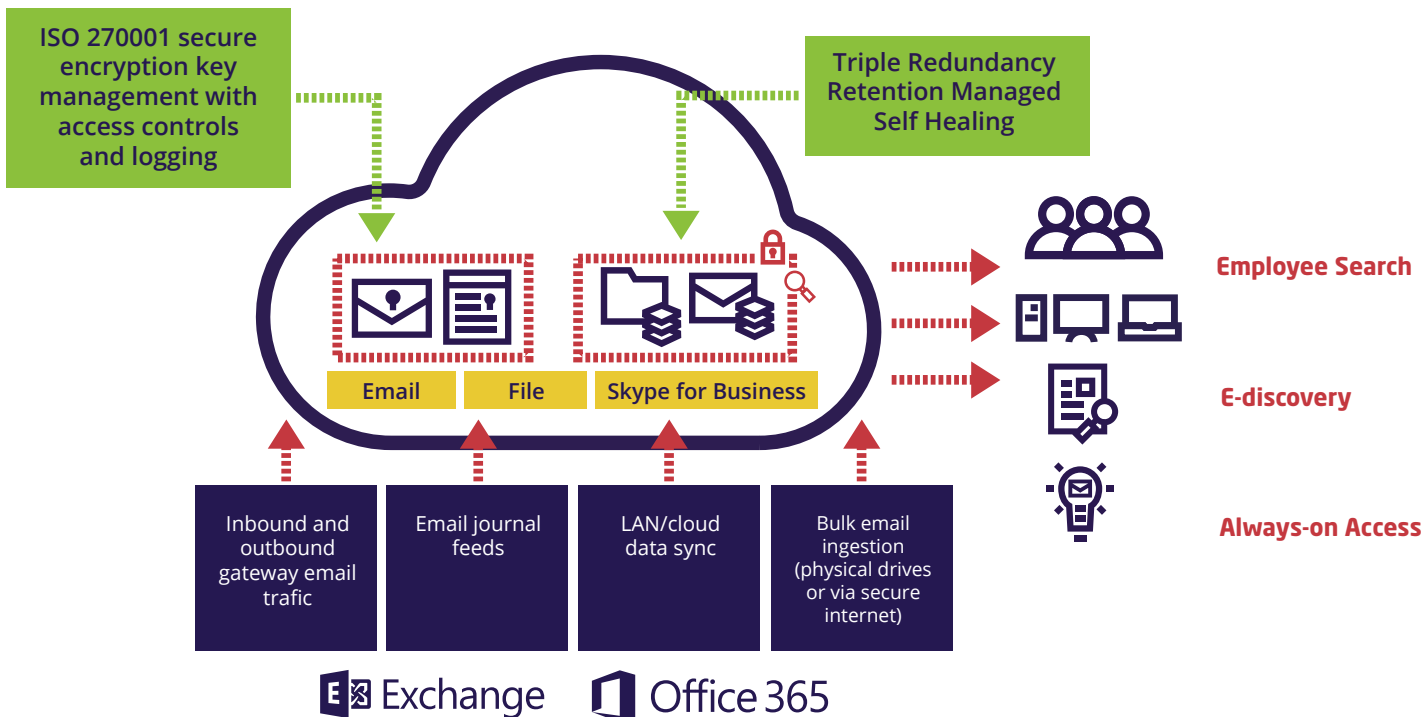 ISO 270001 secure
encryption key
management with
access controls
and logging
Triple Redundancy
Retention Managed
Self Healing
Employee Search
E-discovery
Always-on Access
Email
File
Skype for Business
Inbound and
outbound
gateway email
trafic
Email journal
feeds
LAN/cloud
data sync
Bulk email
ingestion
(physical drives
or via secure
internet)
E Exchange
Office 365